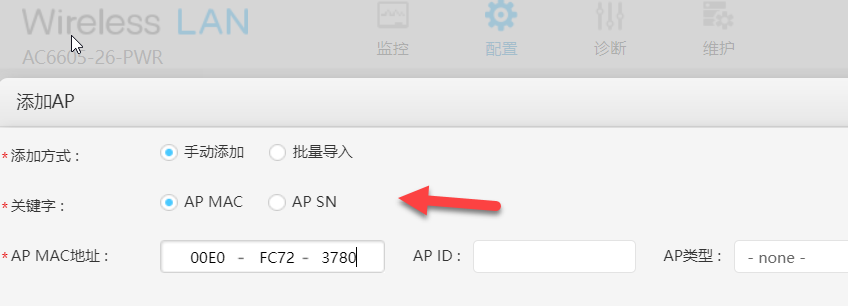 Wireless LAN
AC6605-26-PWR
监控 配置 诊断 维护
添加AP
*添加方式: 手动添加 批量导入
*关键字: AP MAC AP SN
*AP MAC地址: 00E0 - FC72 - 3780 AP ID: AP类型: - none -